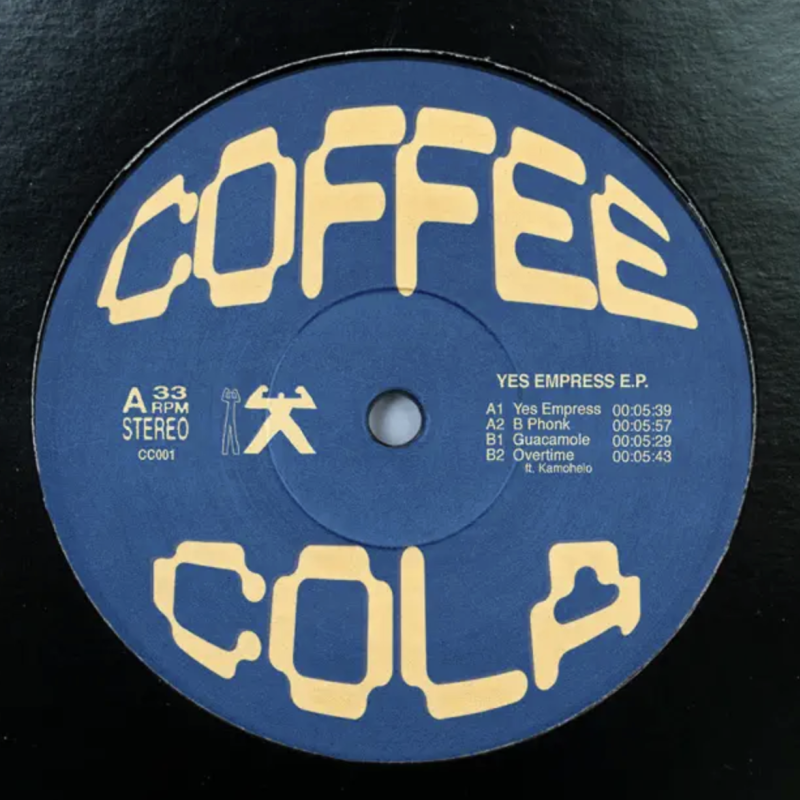 COFFEE
A 33 RPM
STEREO
CC001
YES EMPRESS E.P.
A1 Yes Empress 00:05:39
A2 B Phonk 00:05:57
B1 Guacamole 00:05:29
B2 Overtime 00:05:43
ft. Kamohelo
COLA